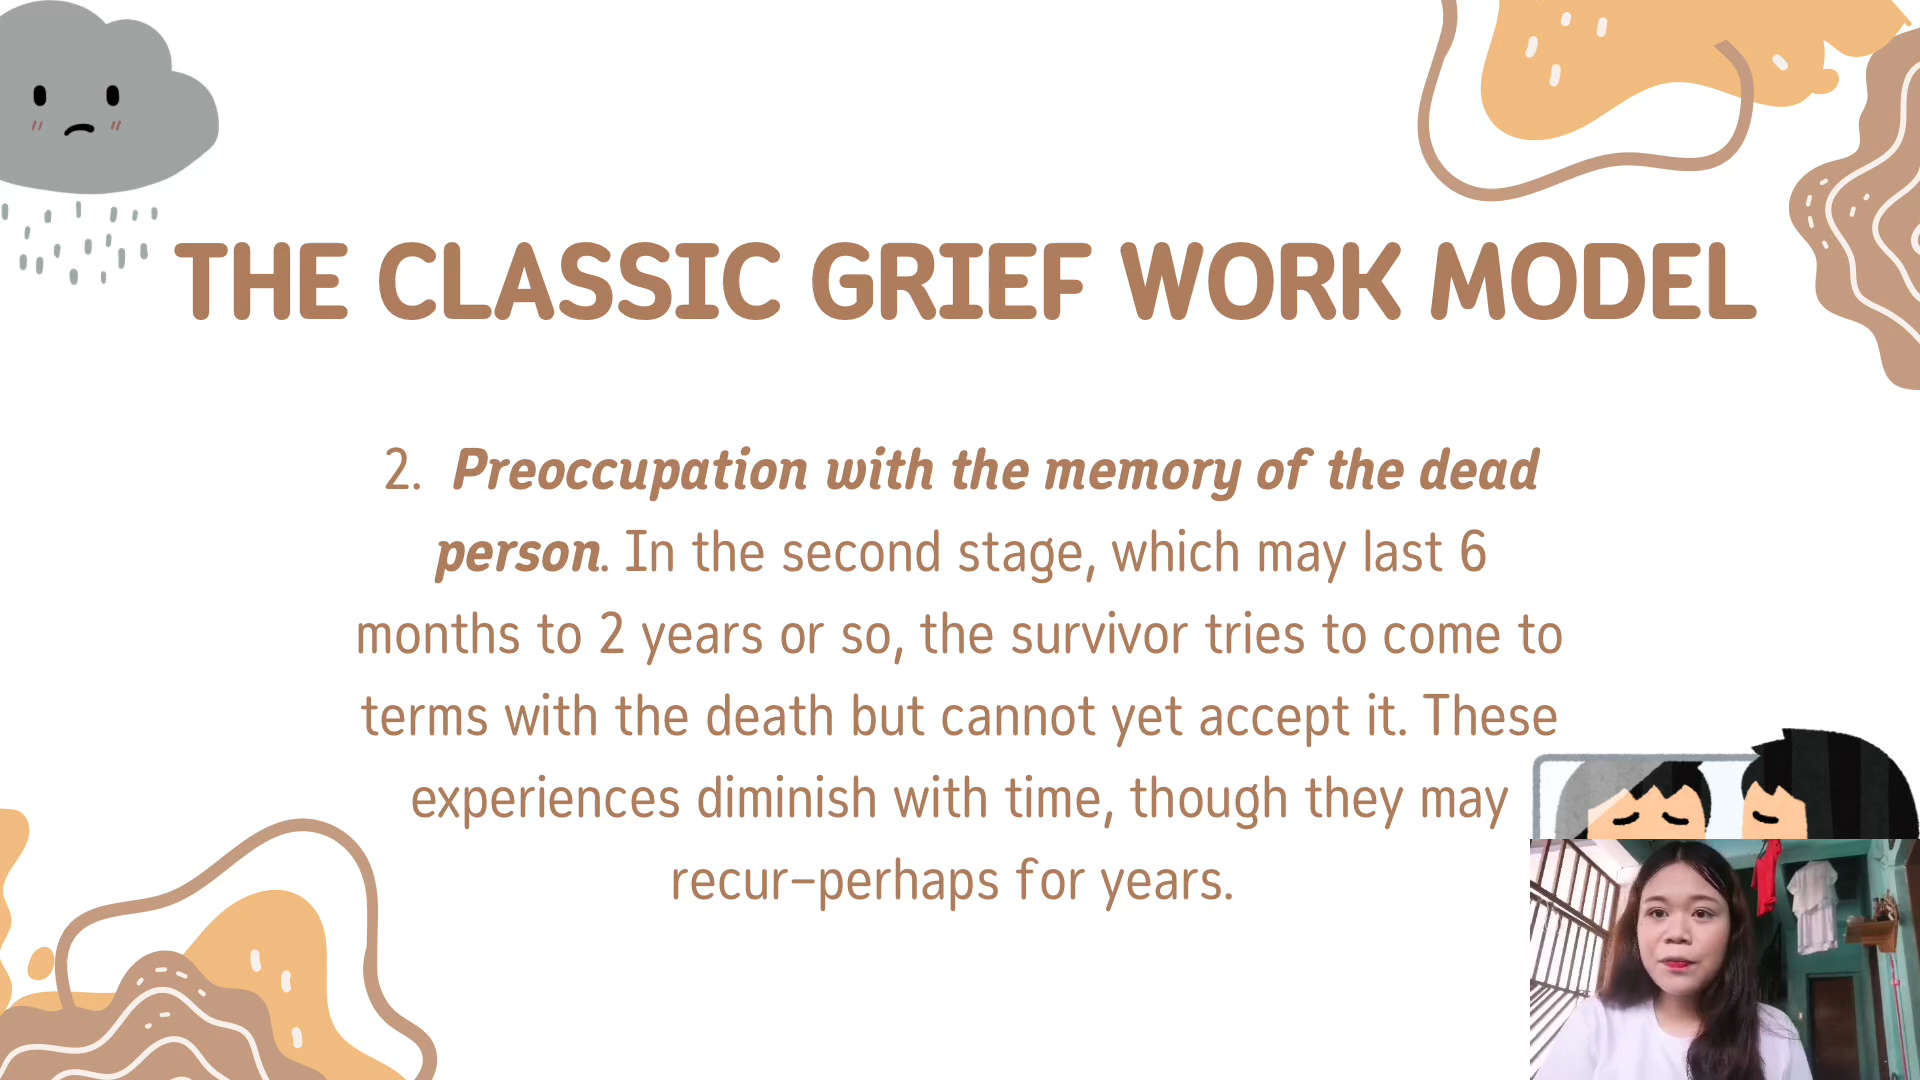 THE CLASSIC GRIEF WORK MODEL
2. Preoccupation with the memory of the dead
person. In the second stage, which may last 6
months to 2 years or so, the survivor tries to come to
terms with the death but cannot yet accept it. These
experiences diminish with time, though they may
recur–perhaps for years.